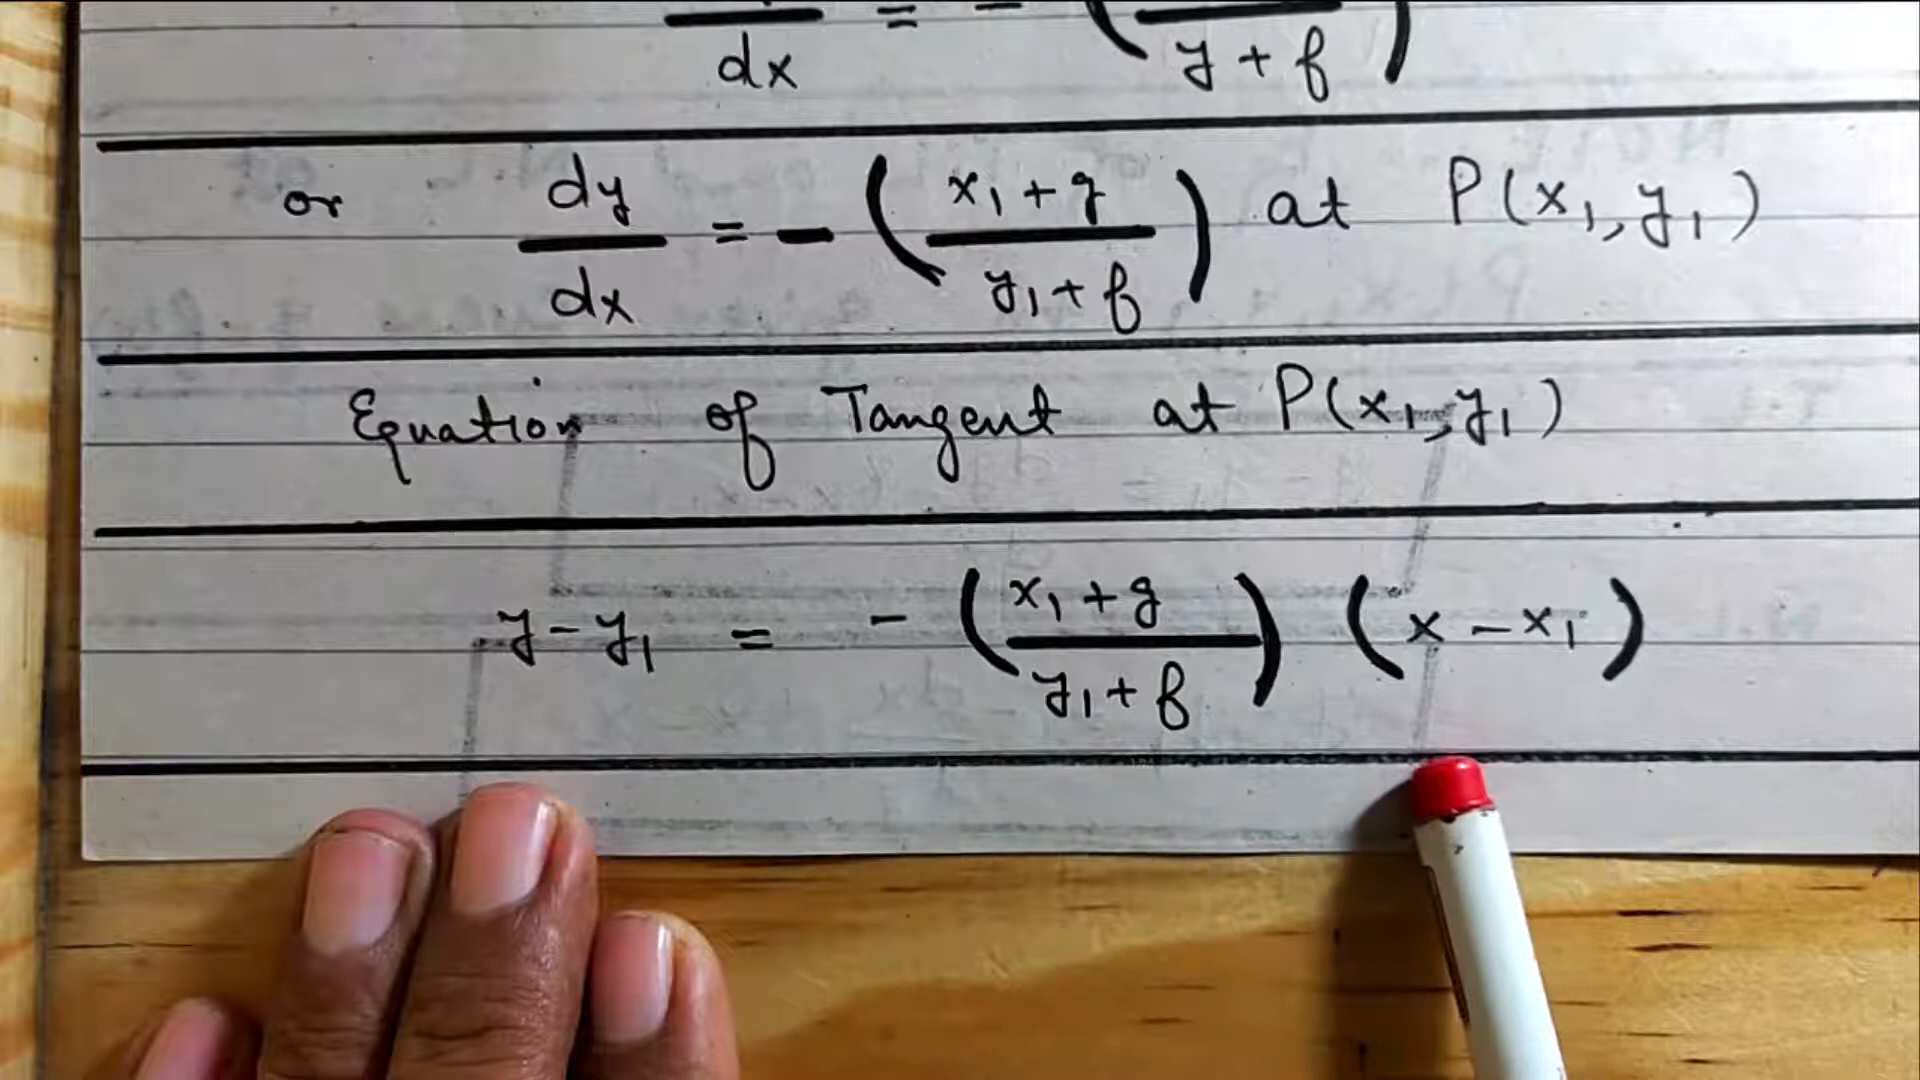 dx = - ( / y + f )
or dy/dx = - ( x₁ + g / y₁ + f ) at P(x₁, y₁)
Equation of Tangent at P(x₁, y₁)
y - y₁ = - ( x₁ + g / y₁ + f ) ( x - x₁ )